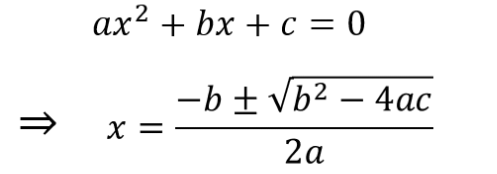 ax² + bx + c = 0
⇒ x = (−b ± √(b² − 4ac)) / (2a)